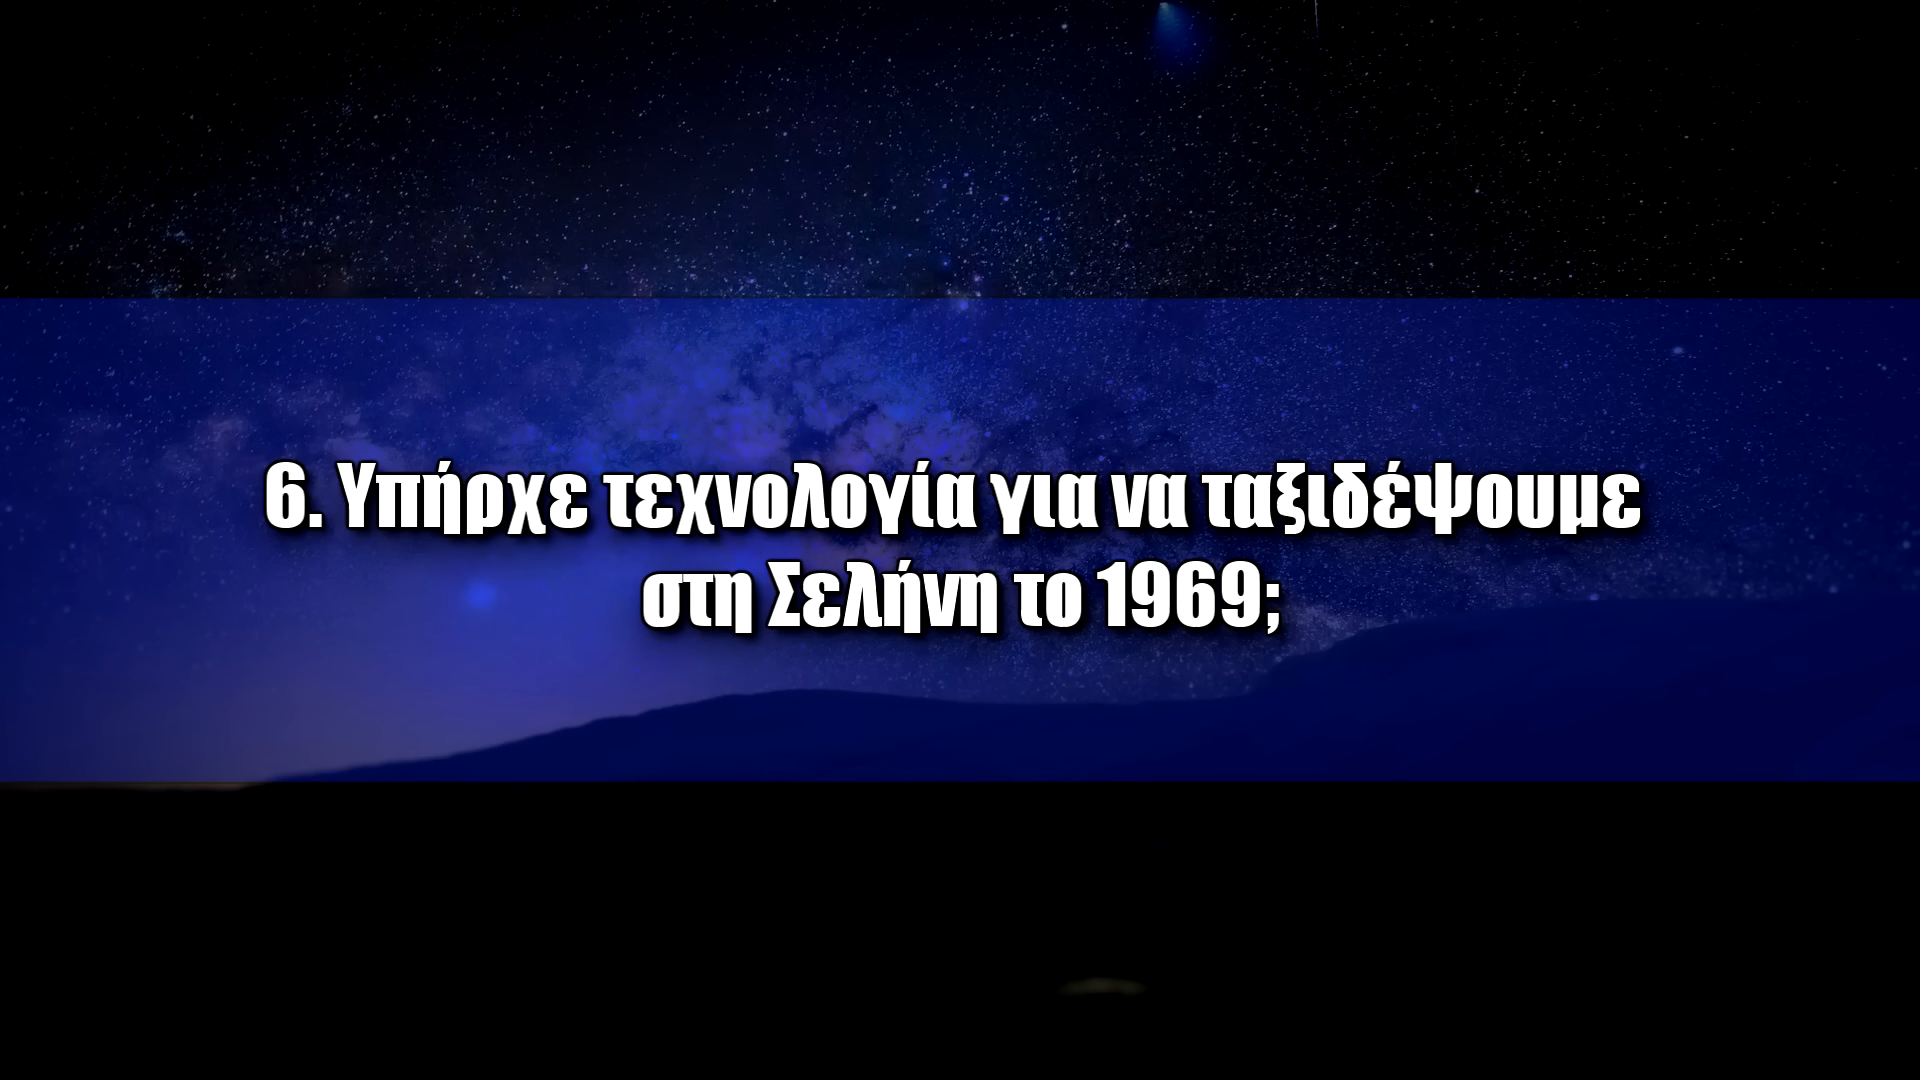 6. Υπήρχε τεχνολογία για να ταξιδέψουμε
στη Σελήνη το 1969;